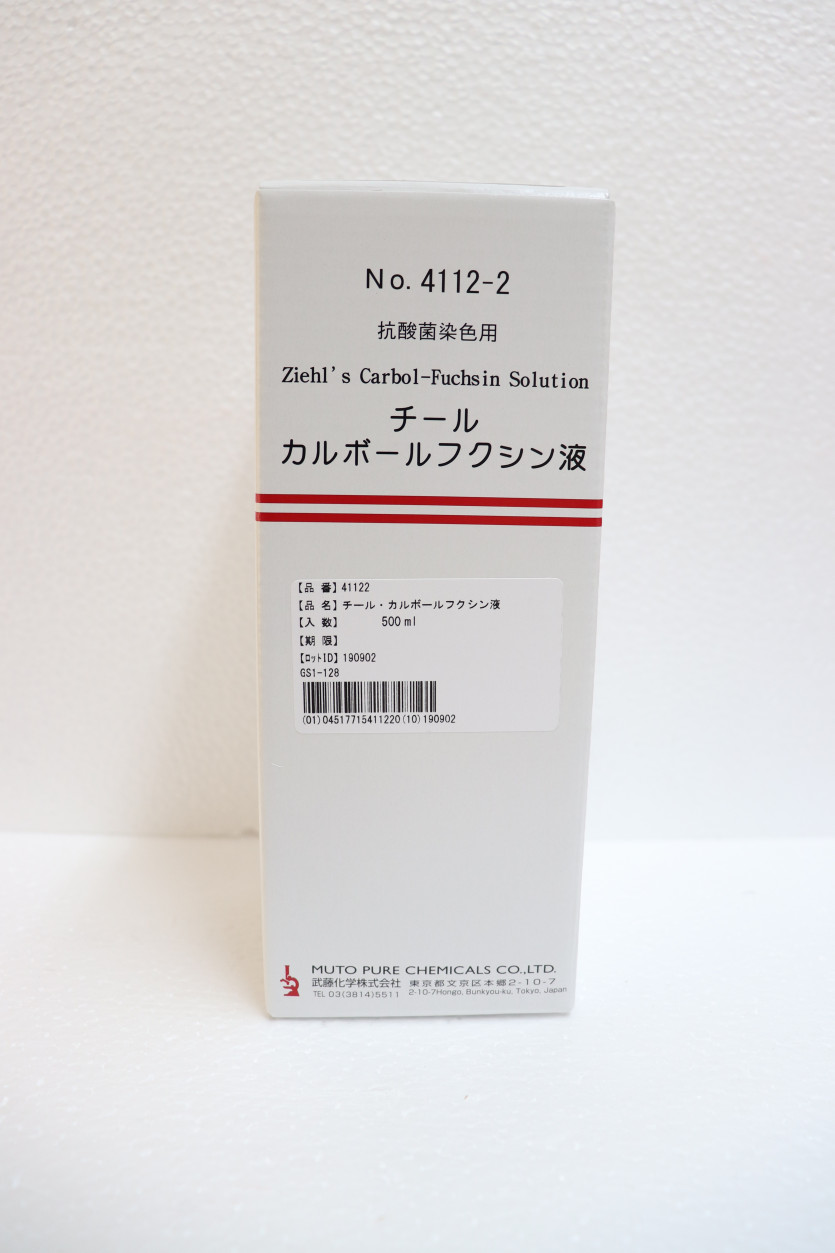 No. 4112-2
抗酸菌染色用
Ziehl's Carbol-Fuchsin Solution
チール
カルボールフクシン液
【品 番】41122
【品 名】チール・カルボールフクシン液
【入 数】 500ml
【期 限】
【ﾛｯﾄID】190902
GS1-128
(01)04517715411220(10)190902
MUTO PURE CHEMICALS CO.,LTD.
武藤化学株式会社 東京都文京区本郷2-10-7
TEL 03(3814)5511 2-10-7Hongo, Bunkyou-ku, Tokyo, Japan